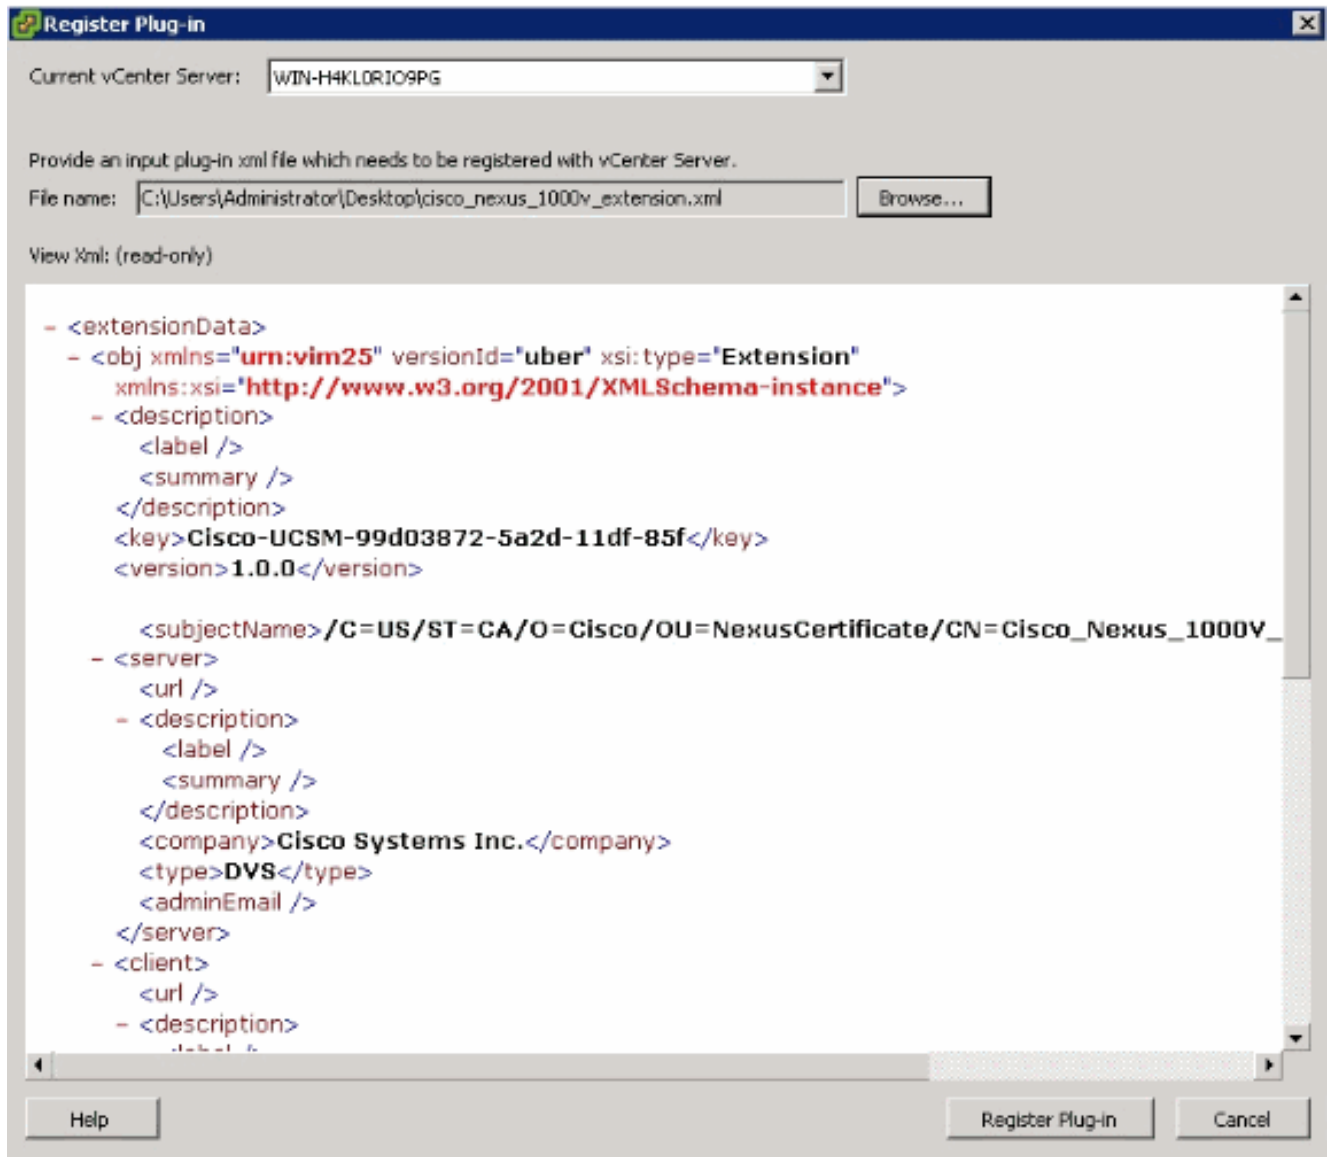 Register Plug-in
Current vCenter Server: WIN-H4KL0RIO9PG
Provide an input plug-in xml file which needs to be registered with vCenter Server.
File name: C:\Users\Administrator\Desktop\cisco_nexus_1000v_extension.xml Browse...
View Xml: (read-only)
- <extensionData>
- <obj xmlns="urn:vim25" versionId="uber" xsi:type="Extension"
xmlns:xsi="http://www.w3.org/2001/XMLSchema-instance">
- <description>
<label />
<summary />
</description>
<key>Cisco-UCSM-99d03872-5a2d-11df-85f</key>
<version>1.0.0</version>
<subjectName>/C=US/ST=CA/O=Cisco/OU=NexusCertificate/CN=Cisco_Nexus_1000V_
- <server>
<url />
- <description>
<label />
<summary />
</description>
<company>Cisco Systems Inc.</company>
<type>DVS</type>
<adminEmail />
</server>
- <client>
<url />
- <description>
Help Register Plug-in Cancel